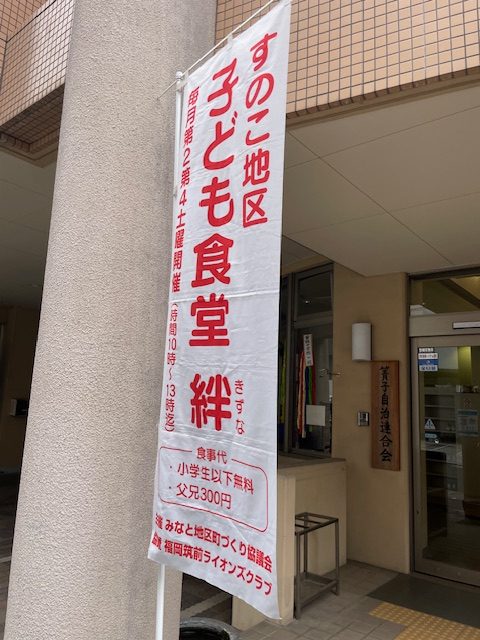 すのこ地区
子ども食堂 絆
きずな
毎月第2第4土曜開催(時間10時〜13時迄)
食事代
・小学生以下無料
・父兄300円
みなと地区町づくり協議会
福岡筑前ライオンズクラブ
簀子自治連合会